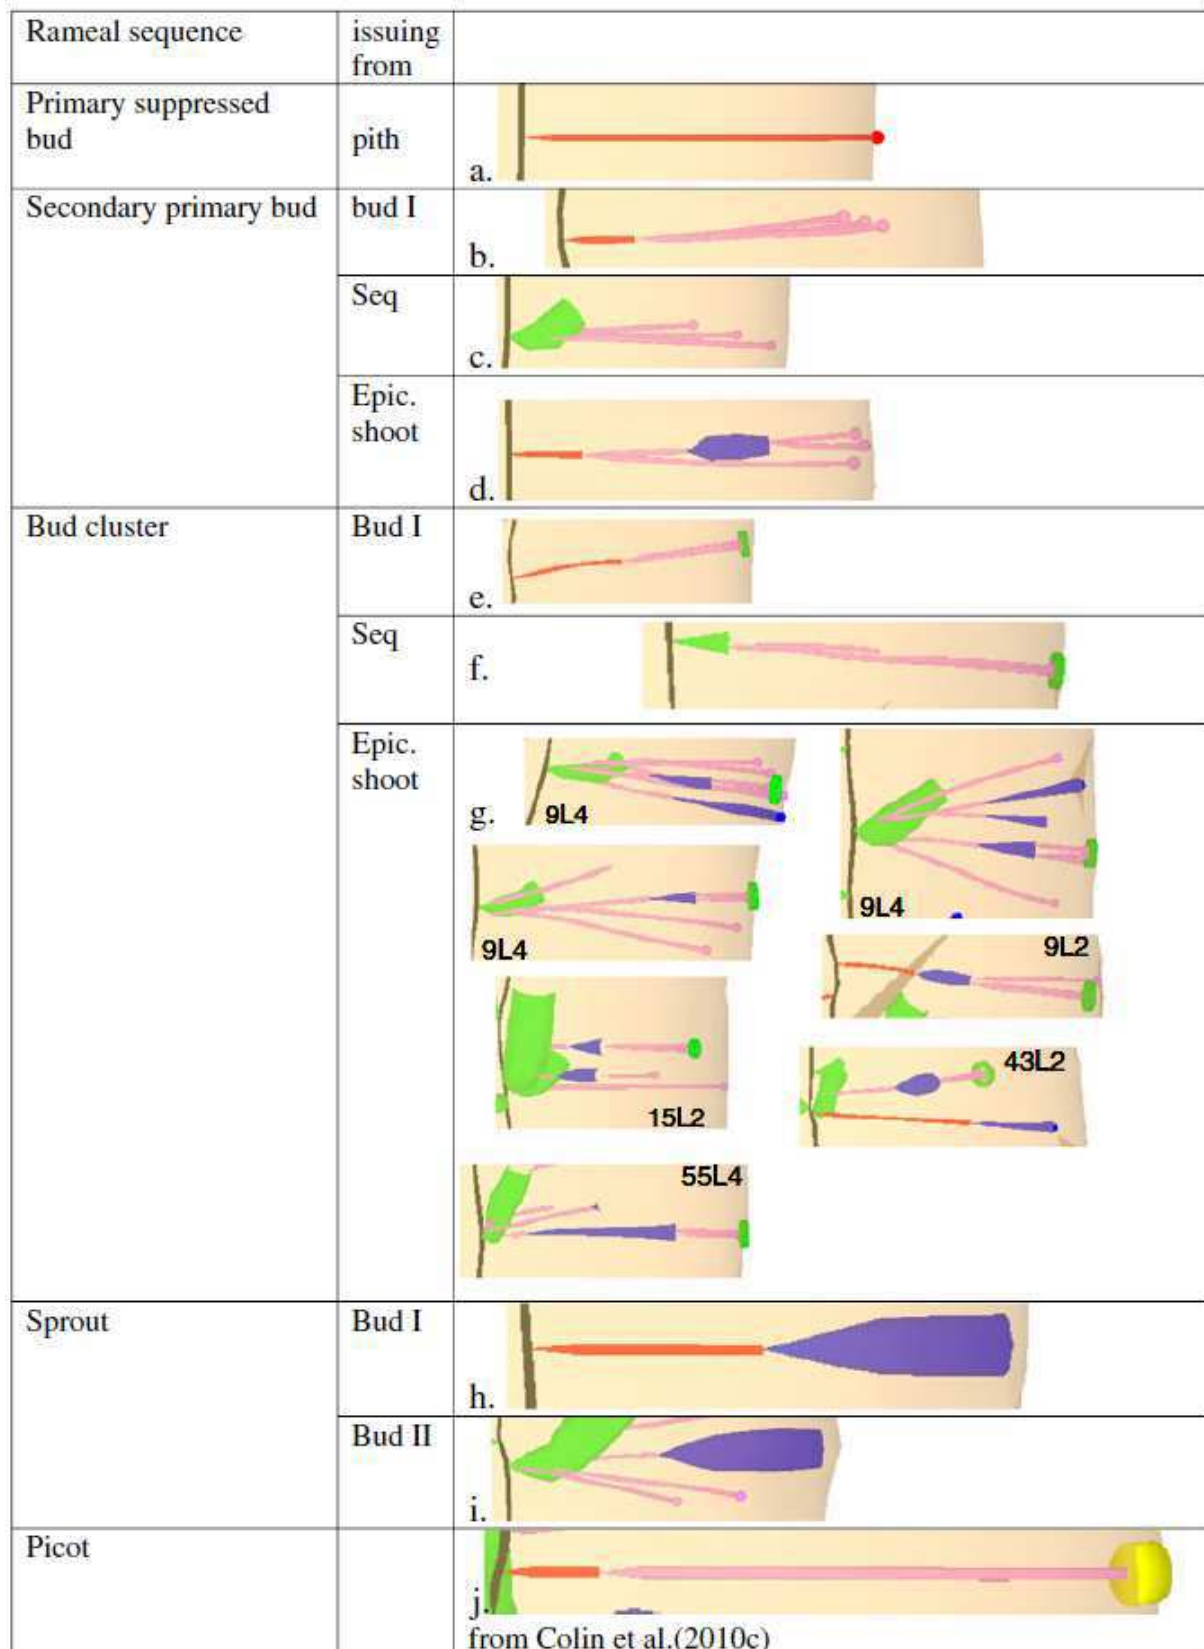 Rameal sequence
issuing
from
Primary suppressed
bud
pith
a.
Secondary primary bud
bud I
b.
Seq
c.
Epic.
shoot
d.
Bud cluster
Bud I
e.
Seq
f.
Epic.
shoot
g.
9L4
9L4
9L4
9L2
15L2
43L2
55L4
Sprout
Bud I
h.
Bud II
i.
Picot
j.
from Colin et al.(2010c)